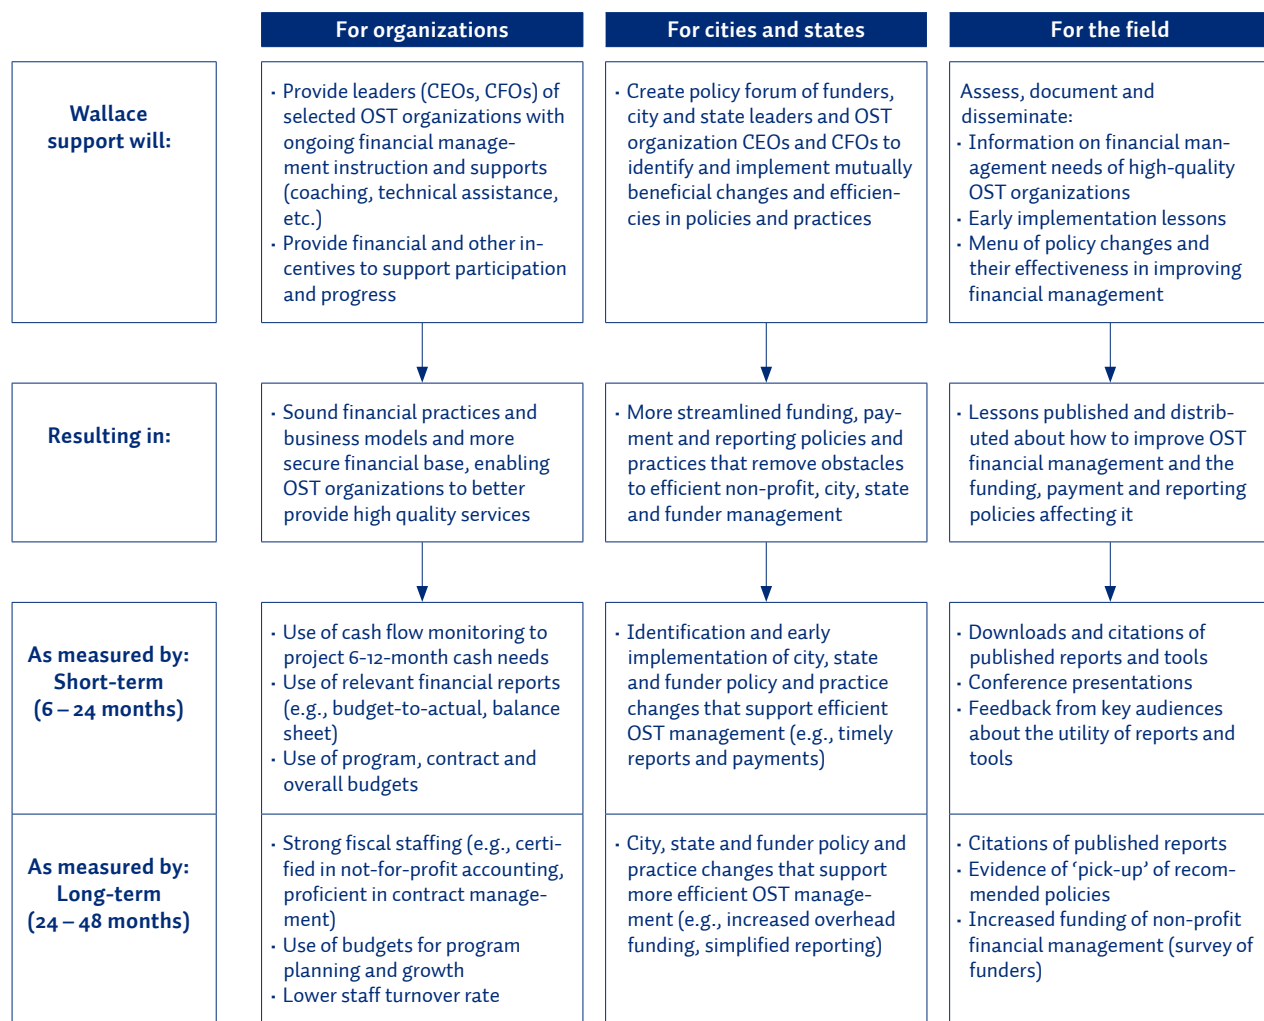 For organizations
For cities and states
For the field
Wallace
support will:
· Provide leaders (CEOs, CFOs) of
selected OST organizations with
ongoing financial manage-
ment instruction and supports
(coaching, technical assistance,
etc.)
· Provide financial and other in-
centives to support participation
and progress
· Create policy forum of funders,
city and state leaders and OST
organization CEOs and CFOs to
identify and implement mutually
beneficial changes and efficien-
cies in policies and practices
Assess, document and
disseminate:
· Information on financial man-
agement needs of high-quality
OST organizations
· Early implementation lessons
· Menu of policy changes and
their effectiveness in improving
financial management
Resulting in:
· Sound financial practices and
business models and more
secure financial base, enabling
OST organizations to better
provide high quality services
· More streamlined funding, pay-
ment and reporting policies and
practices that remove obstacles
to efficient non-profit, city, state
and funder management
· Lessons published and distrib-
uted about how to improve OST
financial management and the
funding, payment and reporting
policies affecting it
As measured by:
Short-term
(6 – 24 months)
· Use of cash flow monitoring to
project 6-12-month cash needs
· Use of relevant financial reports
(e.g., budget-to-actual, balance
sheet)
· Use of program, contract and
overall budgets
· Identification and early
implementation of city, state
and funder policy and practice
changes that support efficient
OST management (e.g., timely
reports and payments)
· Downloads and citations of
published reports and tools
· Conference presentations
· Feedback from key audiences
about the utility of reports and
tools
As measured by:
Long-term
(24 – 48 months)
· Strong fiscal staffing (e.g., certi-
fied in not-for-profit accounting,
proficient in contract manage-
ment)
· Use of budgets for program
planning and growth
· Lower staff turnover rate
· City, state and funder policy and
practice changes that support
more efficient OST manage-
ment (e.g., increased overhead
funding, simplified reporting)
· Citations of published reports
· Evidence of ‘pick-up’ of recom-
mended policies
· Increased funding of non-profit
financial management (survey of
funders)